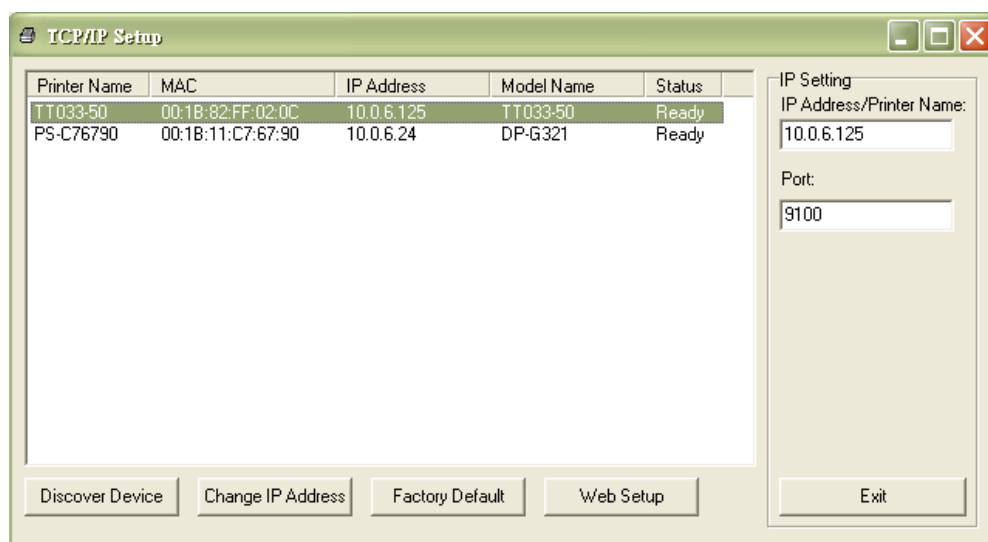 TCP/IP Setup
Printer Name MAC IP Address Model Name Status
TT033-50 00:1B:82:FF:02:0C 10.0.6.125 TT033-50 Ready
PS-C76790 00:1B:11:C7:67:90 10.0.6.24 DP-G321 Ready
IP Setting
IP Address/Printer Name:
10.0.6.125
Port:
9100
Discover Device Change IP Address Factory Default Web Setup Exit